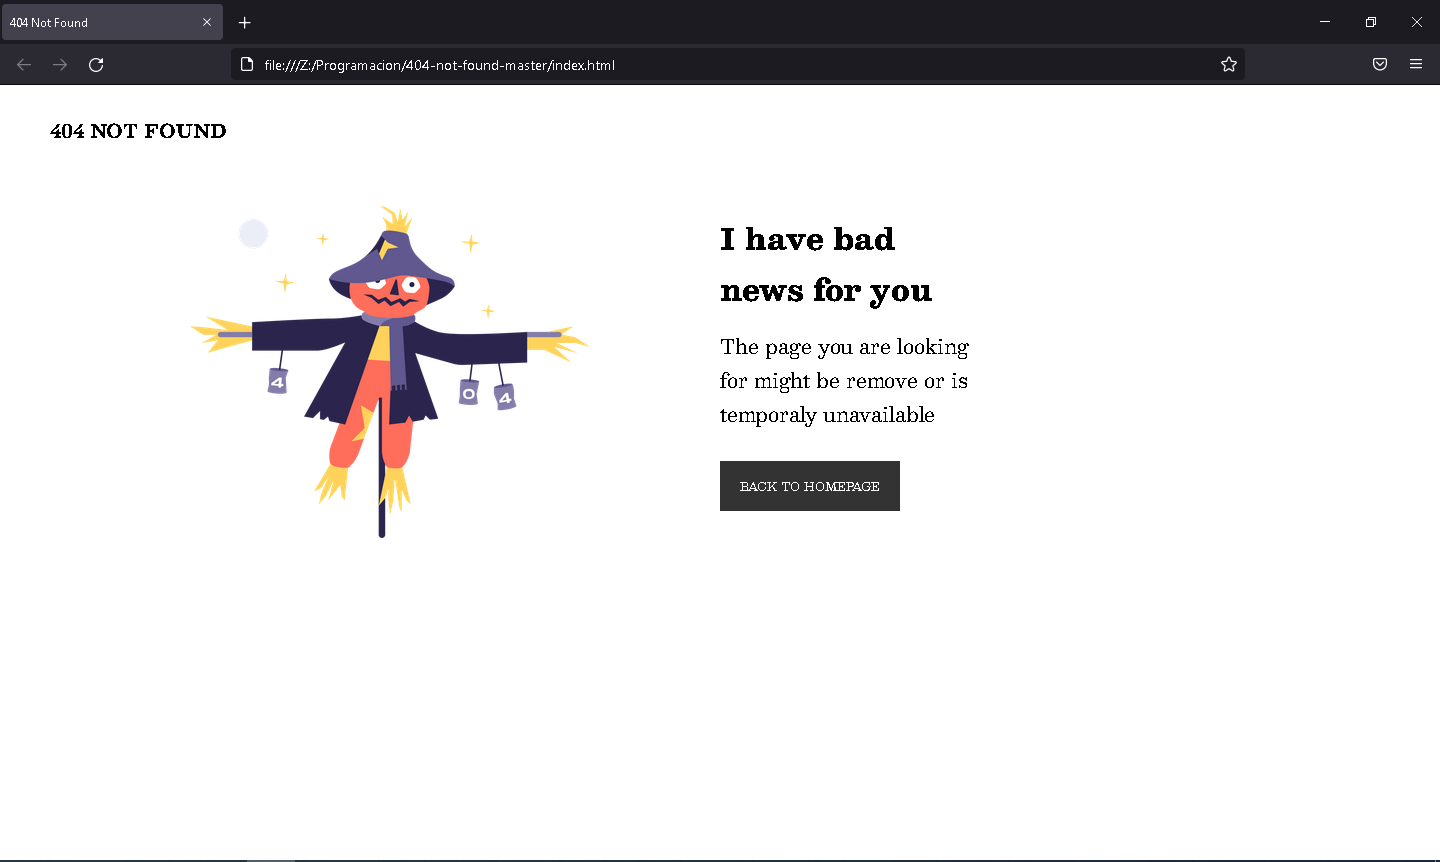 404 Not Found
file:///Z:/Programacion/404-not-found-master/index.html
404 NOT FOUND
I have bad
news for you
The page you are looking
for might be remove or is
temporaly unavailable
4
0
4
BACK TO HOMEPAGE